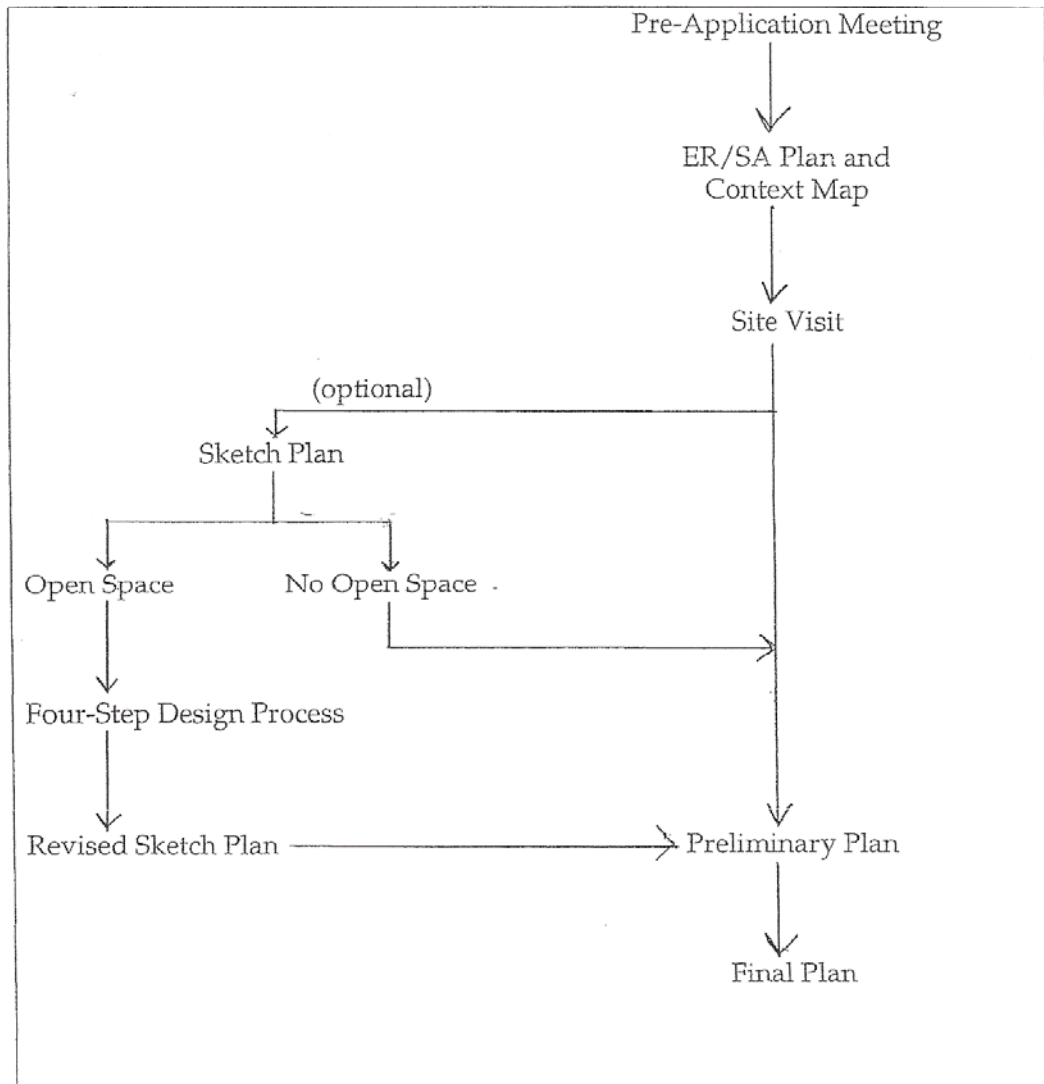 Pre-Application Meeting
ER/SA Plan and
Context Map
Site Visit
(optional)
Sketch Plan
Open Space
No Open Space
Four-Step Design Process
Revised Sketch Plan
Preliminary Plan
Final Plan